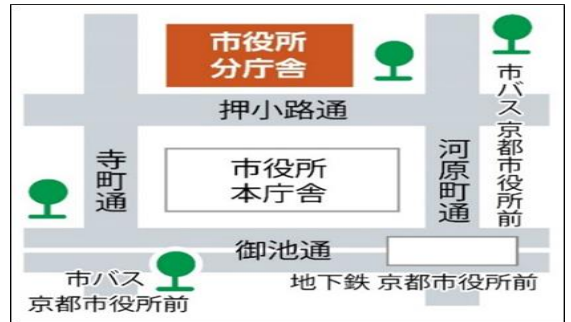 市役所
分庁舎
押小路通
市バス 京都市役所前
寺町通
市役所
本庁舎
河原町通
御池通
市バス
京都市役所前
地下鉄 京都市役所前